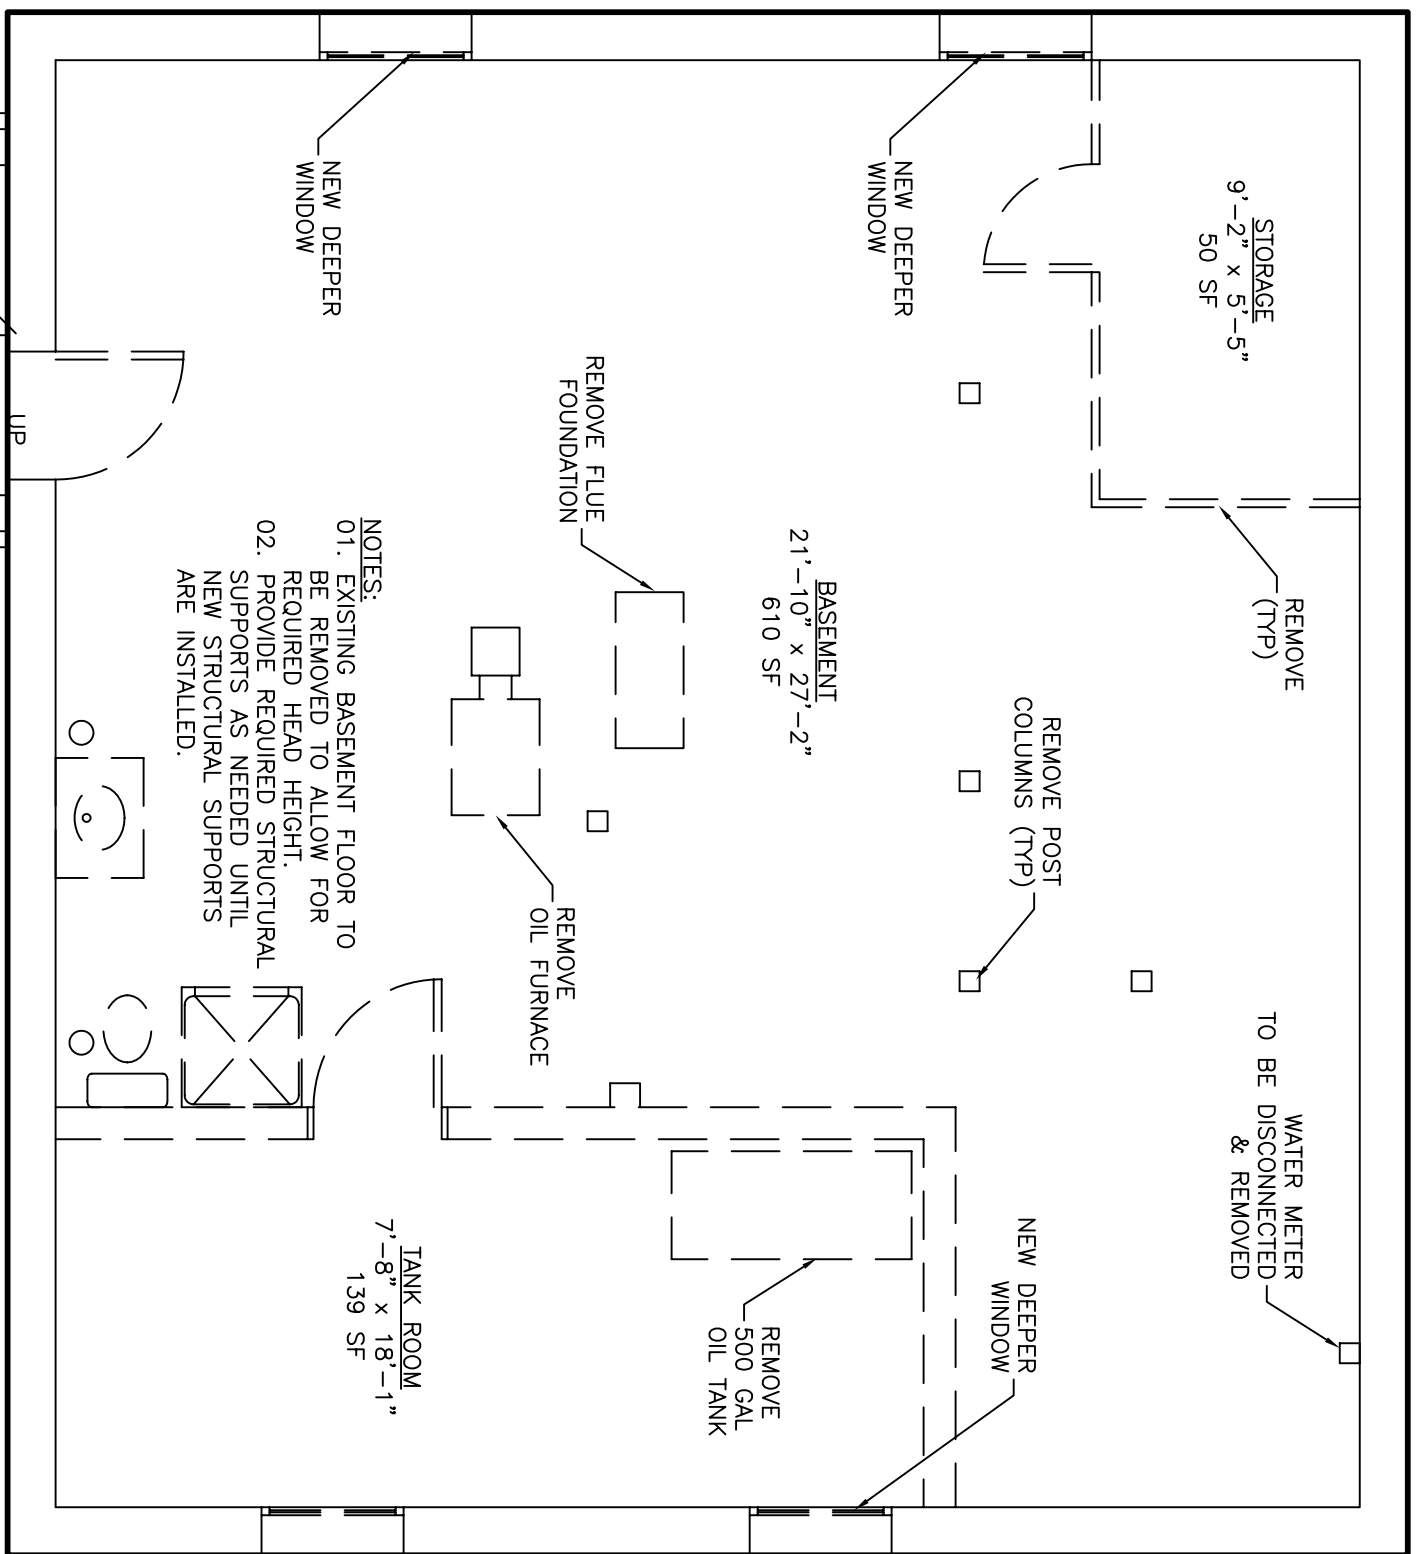 STORAGE
9'-2" x 5'-5"
50 SF
REMOVE
(TYP)
WATER METER
TO BE DISCONNECTED
& REMOVED
REMOVE POST
COLUMNS (TYP)
NEW DEEPER
WINDOW
NEW DEEPER
WINDOW
BASEMENT
21'-10" x 27'-2"
610 SF
REMOVE
500 GAL
OIL TANK
REMOVE FLUE
FOUNDATION
REMOVE
OIL FURNACE
TANK ROOM
7'-8" x 18'-1"
139 SF
NEW DEEPER
WINDOW
NOTES:
01. EXISTING BASEMENT FLOOR TO
BE REMOVED TO ALLOW FOR
REQUIRED HEAD HEIGHT.
02. PROVIDE REQUIRED STRUCTURAL
SUPPORTS AS NEEDED UNTIL
NEW STRUCTURAL SUPPORTS
ARE INSTALLED.
UP